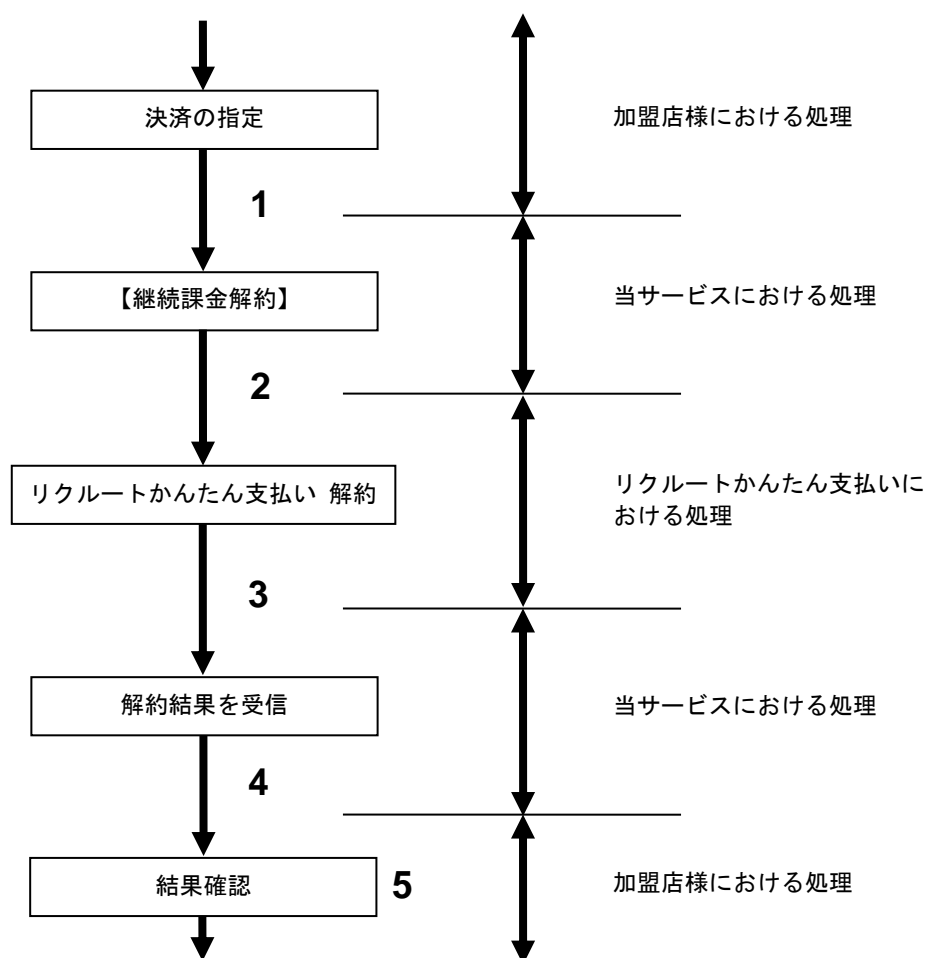 決済の指定
加盟店様における処理
1
【継続課金解約】
当サービスにおける処理
2
リクルートかんたん支払い 解約
リクルートかんたん支払いに
おける処理
3
解約結果を受信
当サービスにおける処理
4
結果確認
5
加盟店様における処理